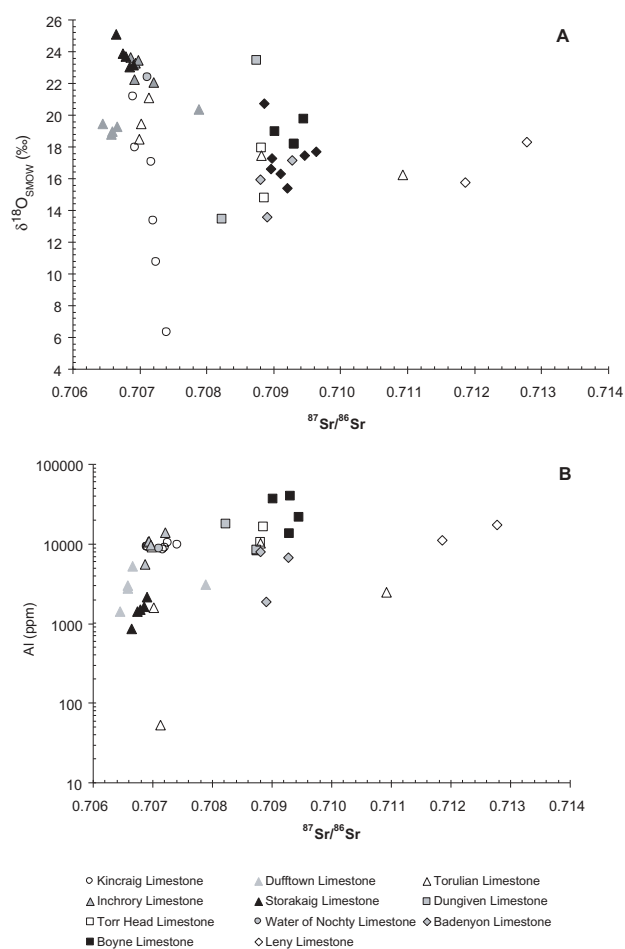 26
A
24
22
20
18
16
14
12
10
8
6
4
δ¹⁸O_SMOW (‰)
0.706 0.707 0.708 0.709 0.710 0.711 0.712 0.713 0.714
⁸⁷Sr/⁸⁶Sr
100000
B
10000
1000
100
10
Al (ppm)
0.706 0.707 0.708 0.709 0.710 0.711 0.712 0.713 0.714
⁸⁷Sr/⁸⁶Sr
Kincraig Limestone Dufftown Limestone Torulian Limestone
Inchrory Limestone Storakaig Limestone Dungiven Limestone
Torr Head Limestone Water of Nochty Limestone Badenyon Limestone
Boyne Limestone Leny Limestone